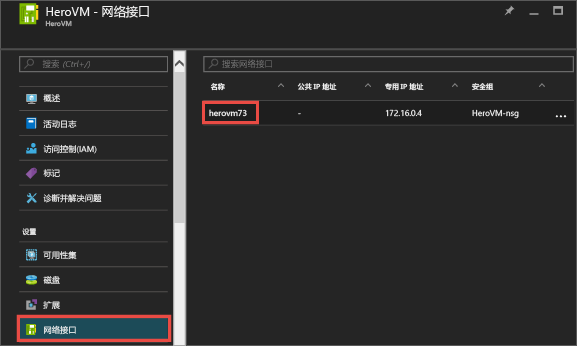 HeroVM - 网络接口
HeroVM
搜索 (Ctrl+/)
概述
活动日志
访问控制(IAM)
标记
诊断并解决问题
设置
可用性集
磁盘
扩展
网络接口
搜索网络接口
名称 公共 IP 地址 专用 IP 地址 安全组
herovm73 - 172.16.0.4 HeroVM-nsg ...